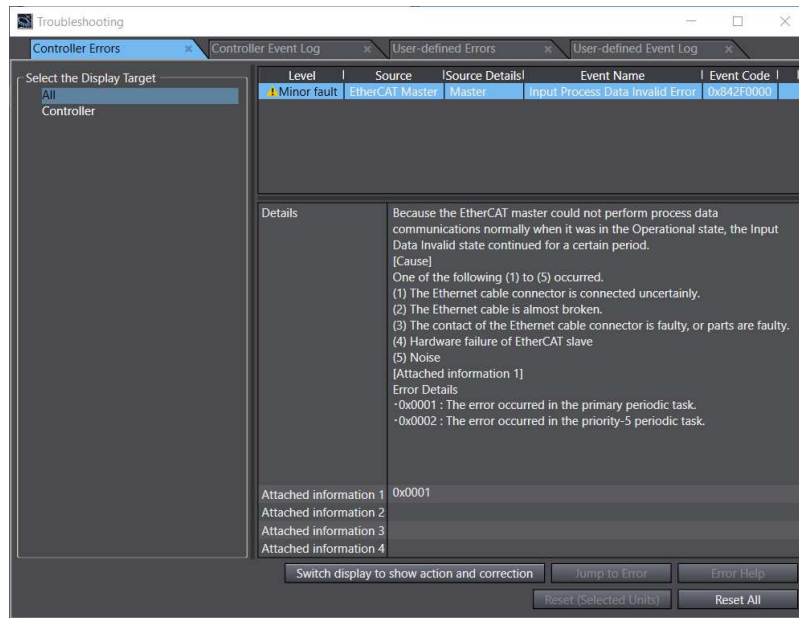 Troubleshooting
Controller Errors
Controller Event Log
User-defined Errors
User-defined Event Log
Select the Display Target
All
Controller
Level Source Source Details Event Name Event Code
Minor fault EtherCAT Master Master Input Process Data Invalid Error 0x842F0000
Details
Because the EtherCAT master could not perform process data
communications normally when it was in the Operational state, the Input
Data Invalid state continued for a certain period.
[Cause]
One of the following (1) to (5) occurred.
(1) The Ethernet cable connector is connected uncertainly.
(2) The Ethernet cable is almost broken.
(3) The contact of the Ethernet cable connector is faulty, or parts are faulty.
(4) Hardware failure of EtherCAT slave
(5) Noise
[Attached information 1]
Error Details
･0x0001 : The error occurred in the primary periodic task.
･0x0002 : The error occurred in the priority-5 periodic task.
Attached information 1 0x0001
Attached information 2
Attached information 3
Attached information 4
Switch display to show action and correction Jump to Error Error Help
Reset (Selected Units) Reset All